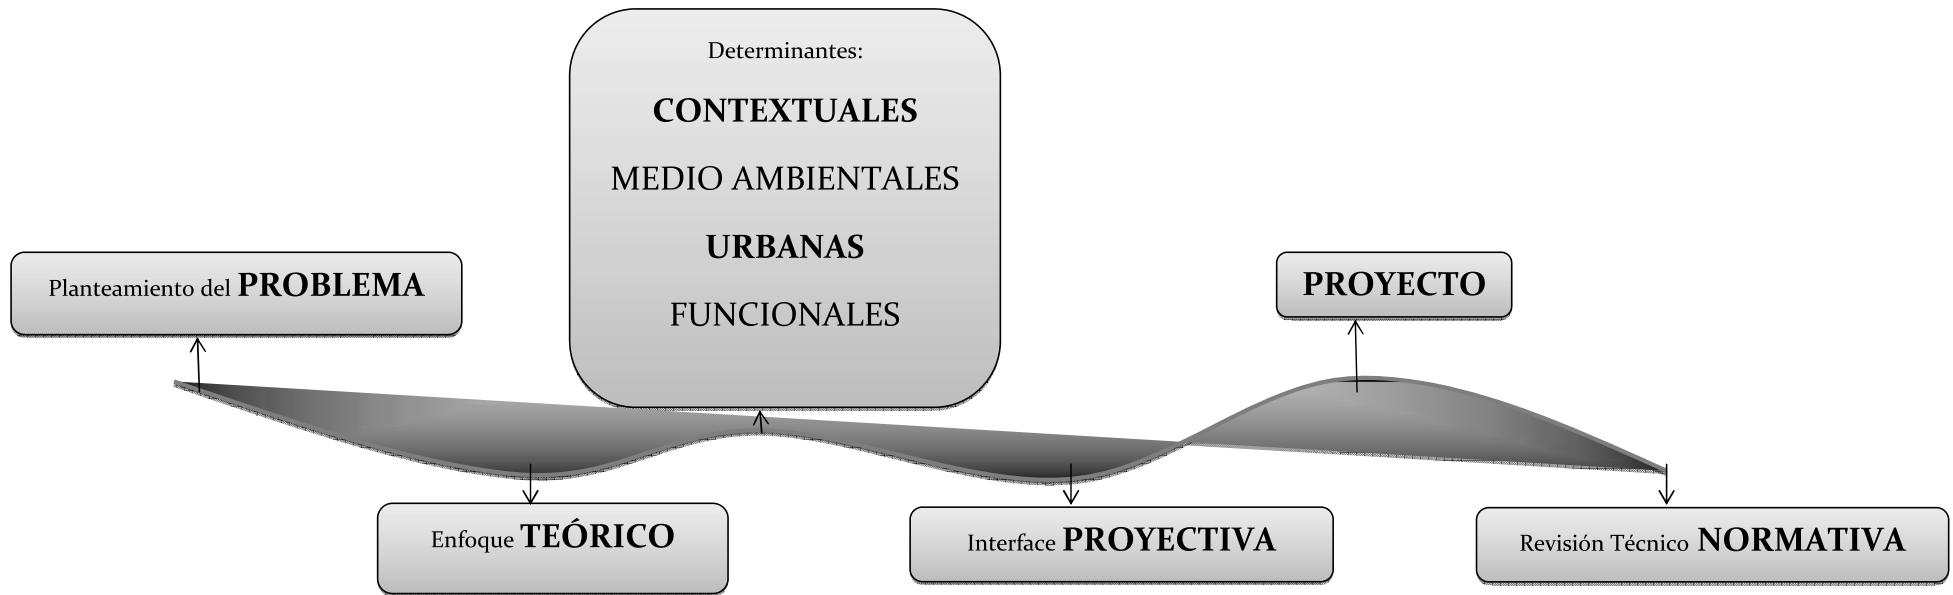 Determinantes:
CONTEXTUALES
MEDIO AMBIENTALES
URBANAS
FUNCIONALES
Planteamiento del PROBLEMA
PROYECTO
Enfoque TEÓRICO
Interface PROYECTIVA
Revisión Técnico NORMATIVA